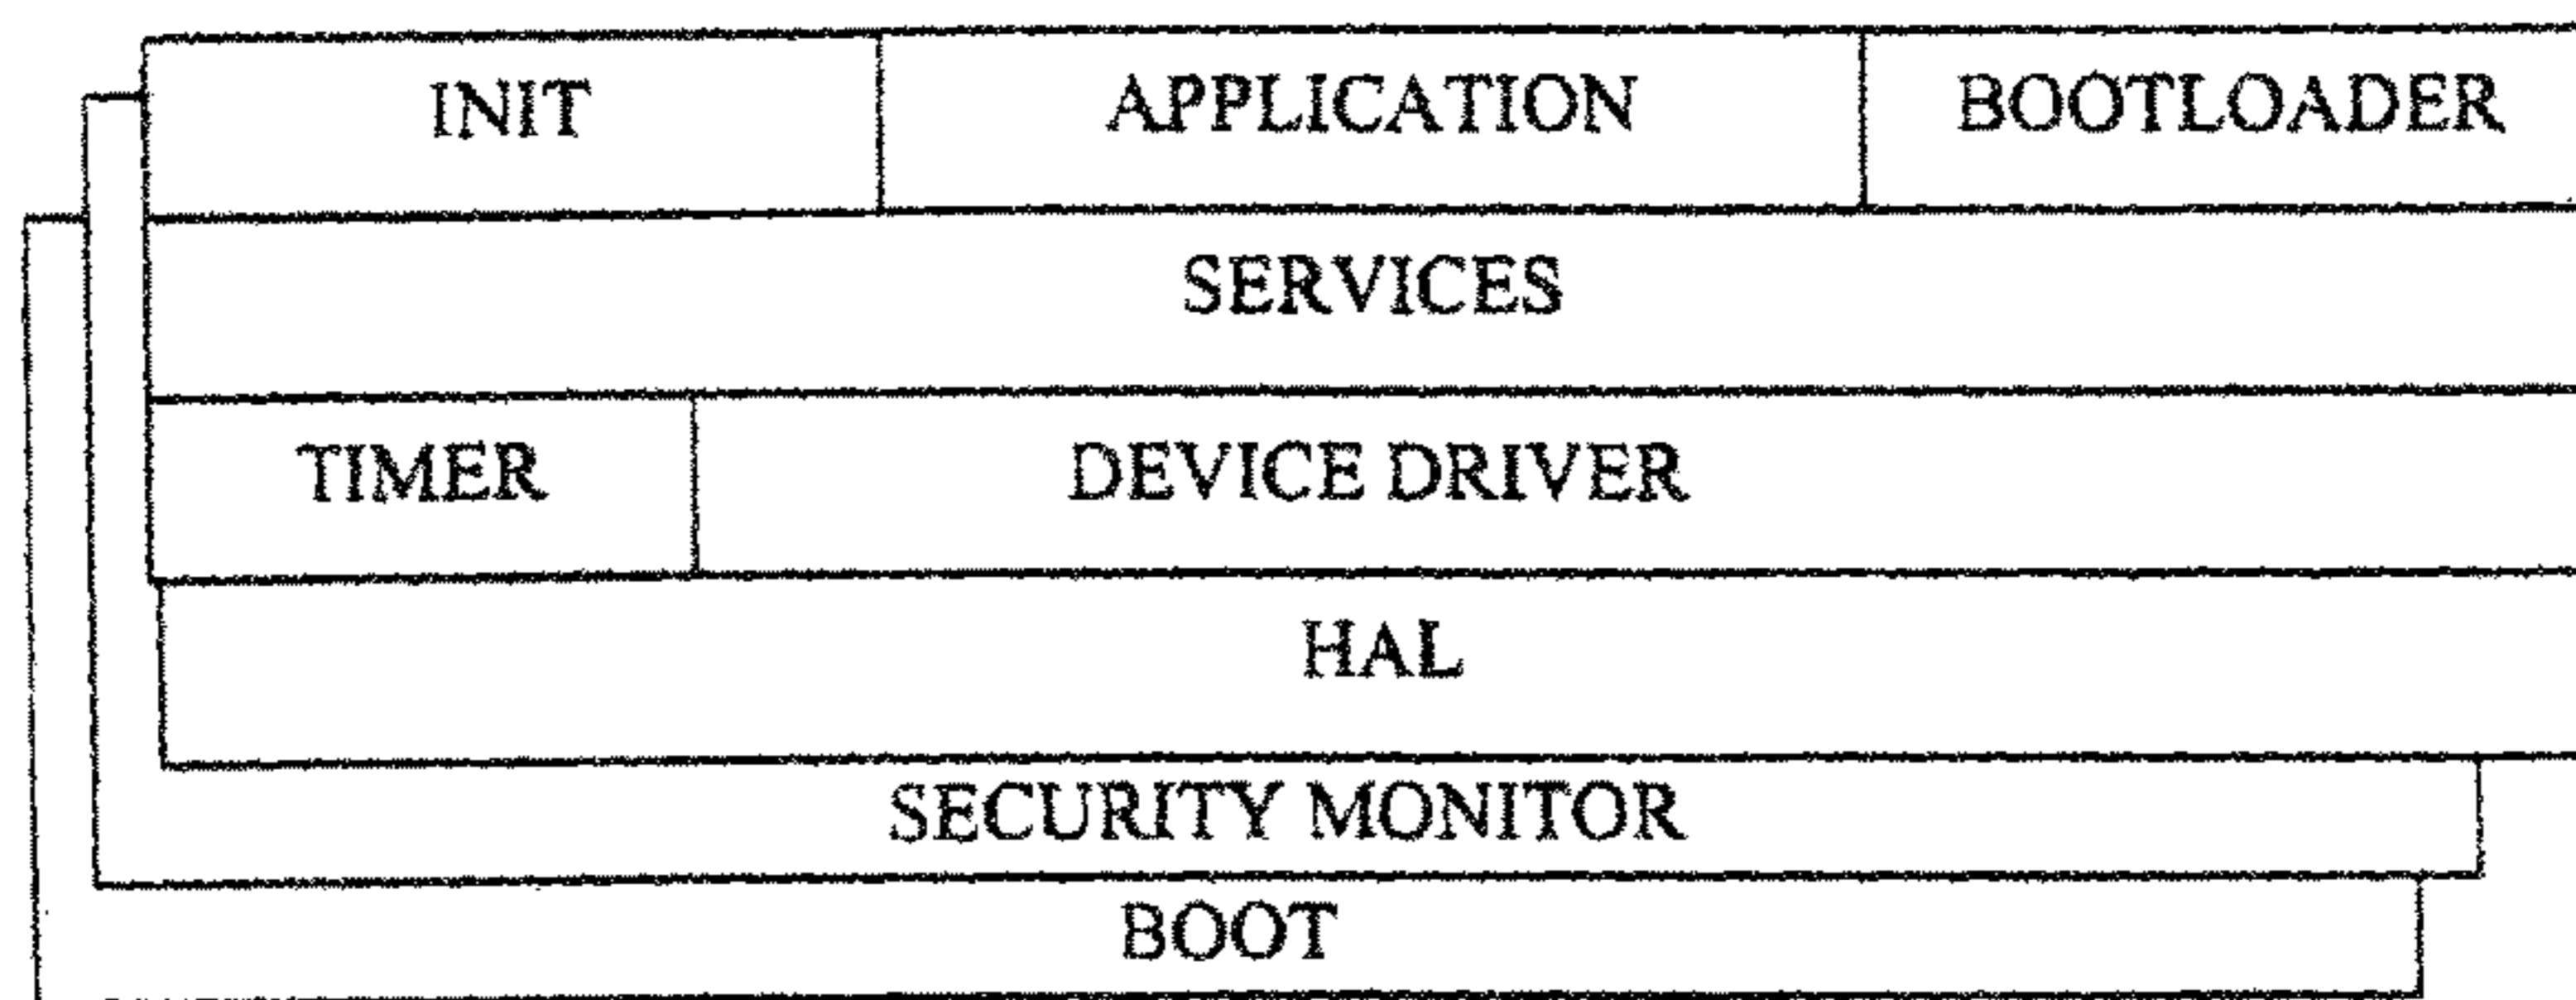 INIT APPLICATION BOOTLOADER
SERVICES
TIMER DEVICE DRIVER
HAL
SECURITY MONITOR
BOOT